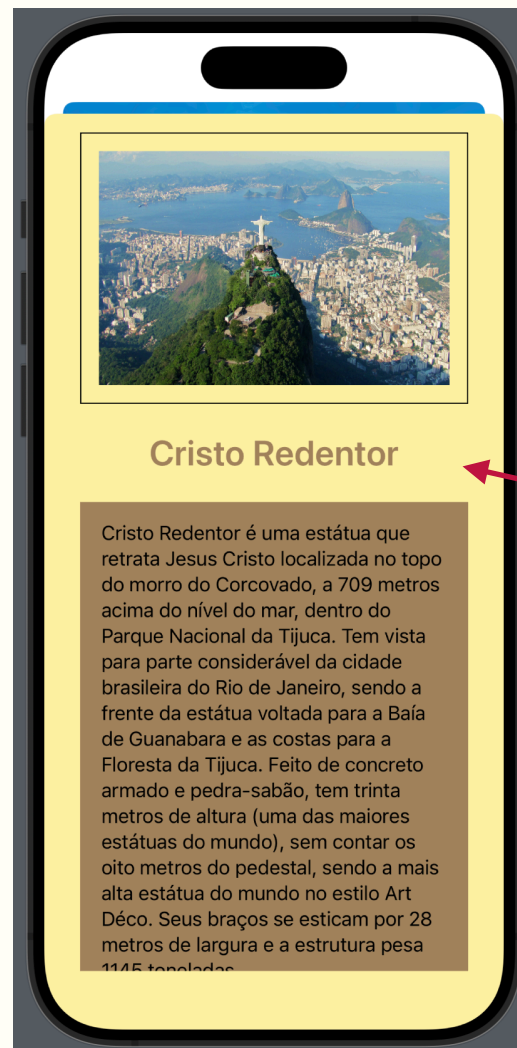 Cristo Redentor
Cristo Redentor é uma estátua que
retrata Jesus Cristo localizada no topo
do morro do Corcovado, a 709 metros
acima do nível do mar, dentro do
Parque Nacional da Tijuca. Tem vista
para parte considerável da cidade
brasileira do Rio de Janeiro, sendo a
frente da estátua voltada para a Baía
de Guanabara e as costas para a
Floresta da Tijuca. Feito de concreto
armado e pedra-sabão, tem trinta
metros de altura (uma das maiores
estátuas do mundo), sem contar os
oito metros do pedestal, sendo a mais
alta estátua do mundo no estilo Art
Déco. Seus braços se esticam por 28
metros de largura e a estrutura pesa
1145 toneladas